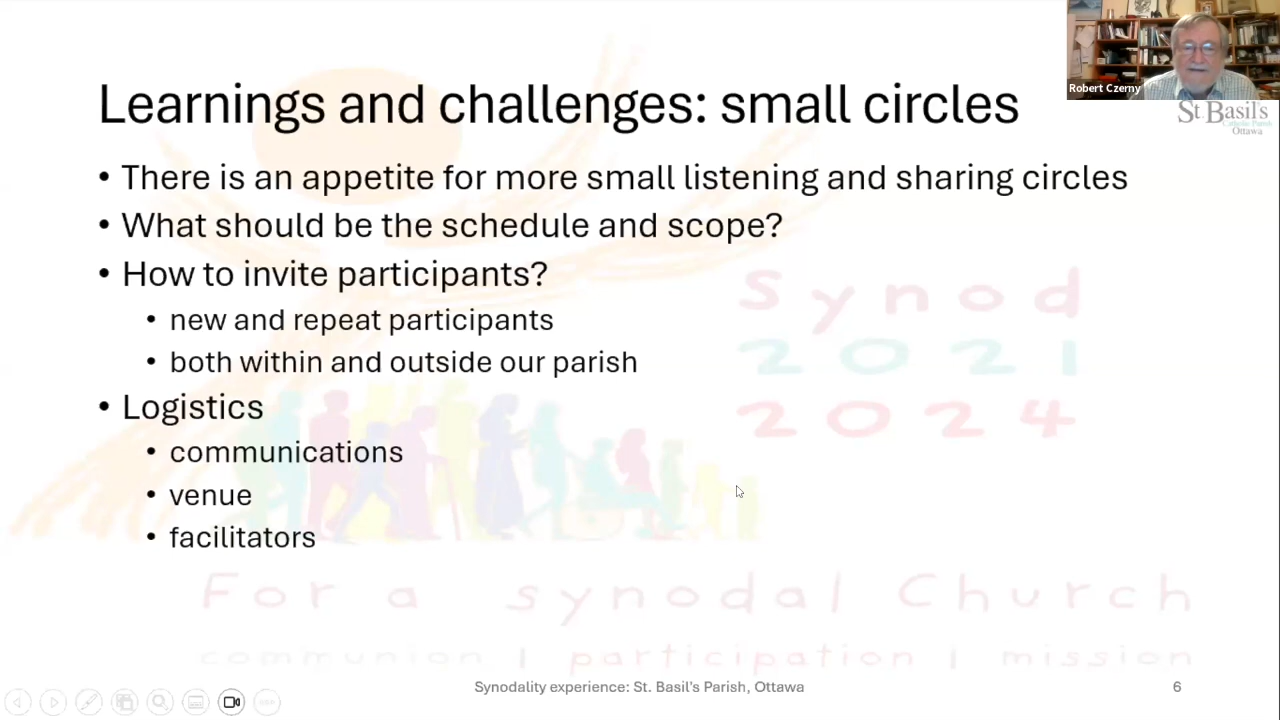 Learnings and challenges: small circles
Robert Czerny
St. Basil's
Catholic Parish
Ottawa
• There is an appetite for more small listening and sharing circles
• What should be the schedule and scope?
• How to invite participants?
• new and repeat participants
• both within and outside our parish
• Logistics
• communications
• venue
• facilitators
Synod
2021
2024
For a synodal Church
communion | participation | mission
Synodality experience: St. Basil's Parish, Ottawa
6